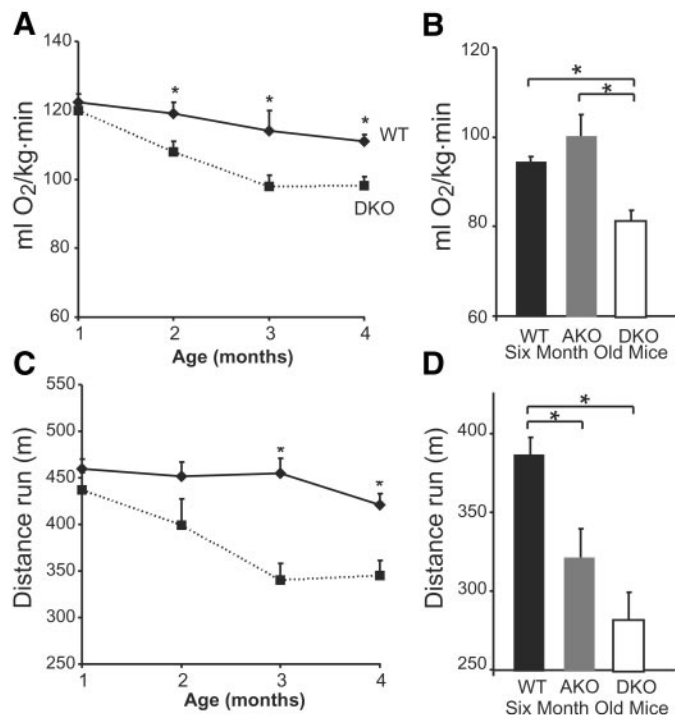 A
ml O2/kg·min
140
120
100
80
60
*
*
*
WT
DKO
1
2
3
4
Age (months)
B
ml O2/kg·min
120
100
80
60
*
*
WT AKO DKO
Six Month Old Mice
C
Distance run (m)
550
500
450
400
350
300
250
*
*
1
2
3
4
Age (months)
D
Distance run (m)
400
350
300
250
*
*
WT AKO DKO
Six Month Old Mice